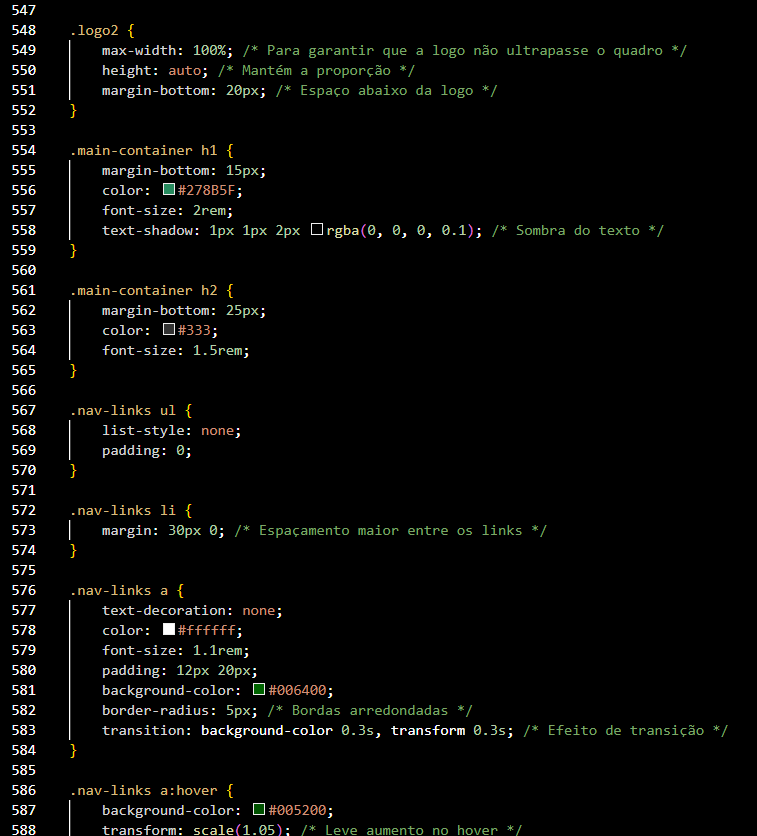 547
548 .logo2 {
549 max-width: 100%; /* Para garantir que a logo não ultrapasse o quadro */
550 height: auto; /* Mantém a proporção */
551 margin-bottom: 20px; /* Espaço abaixo da logo */
552 }
553
554 .main-container h1 {
555 margin-bottom: 15px;
556 color: #278B5F;
557 font-size: 2rem;
558 text-shadow: 1px 1px 2px rgba(0, 0, 0, 0.1); /* Sombra do texto */
559 }
560
561 .main-container h2 {
562 margin-bottom: 25px;
563 color: #333;
564 font-size: 1.5rem;
565 }
566
567 .nav-links ul {
568 list-style: none;
569 padding: 0;
570 }
571
572 .nav-links li {
573 margin: 30px 0; /* Espaçamento maior entre os links */
574 }
575
576 .nav-links a {
577 text-decoration: none;
578 color: #ffffff;
579 font-size: 1.1rem;
580 padding: 12px 20px;
581 background-color: #006400;
582 border-radius: 5px; /* Bordas arredondadas */
583 transition: background-color 0.3s, transform 0.3s; /* Efeito de transição */
584 }
585
586 .nav-links a:hover {
587 background-color: #005200;
588 transform: scale(1.05); /* Leve aumento no hover */